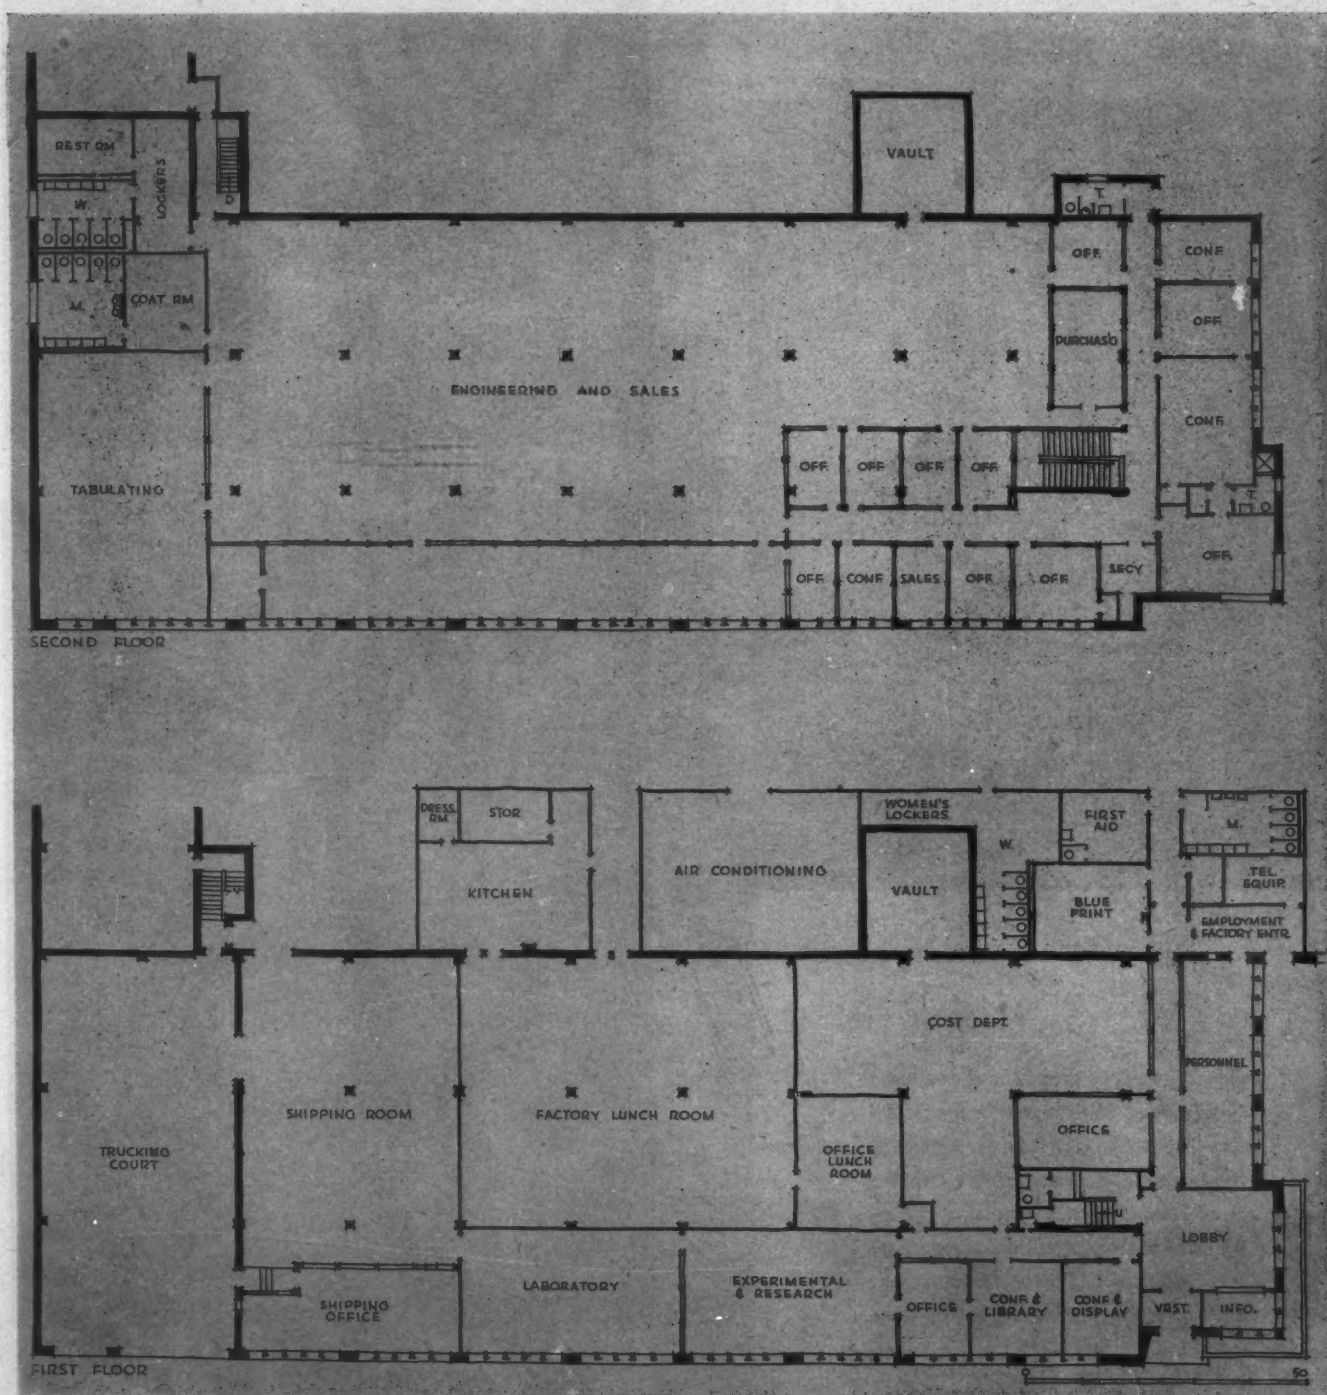 VAULT
REST RM
LOCKERS
T.
W.
OFF.
CONF.
M.
COAT RM
OFF.
PURCHAS'G
ENGINEERING AND SALES
CONF.
OFF.
OFF.
OFF.
OFF.
TABULATING
T.
OFF.
CONF.
SALES
OFF.
OFF.
SECY
OFF.
SECOND FLOOR
DRESS.
RM
STOR
WOMEN'S
LOCKERS
FIRST
AID
M.
W.
AIR CONDITIONING
KITCHEN
VAULT
BLUE
PRINT
TEL.
EQUIP.
EMPLOYMENT
& FACTORY ENTR.
COST DEPT.
PERSONNEL
SHIPPING ROOM
FACTORY LUNCH ROOM
OFFICE
TRUCKING
COURT
OFFICE
LUNCH
ROOM
U
LOBBY
LABORATORY
EXPERIMENTAL
& RESEARCH
SHIPPING
OFFICE
OFFICE
CONF. &
LIBRARY
CONF. &
DISPLAY
VEST.
INFO.
FIRST FLOOR
0 50